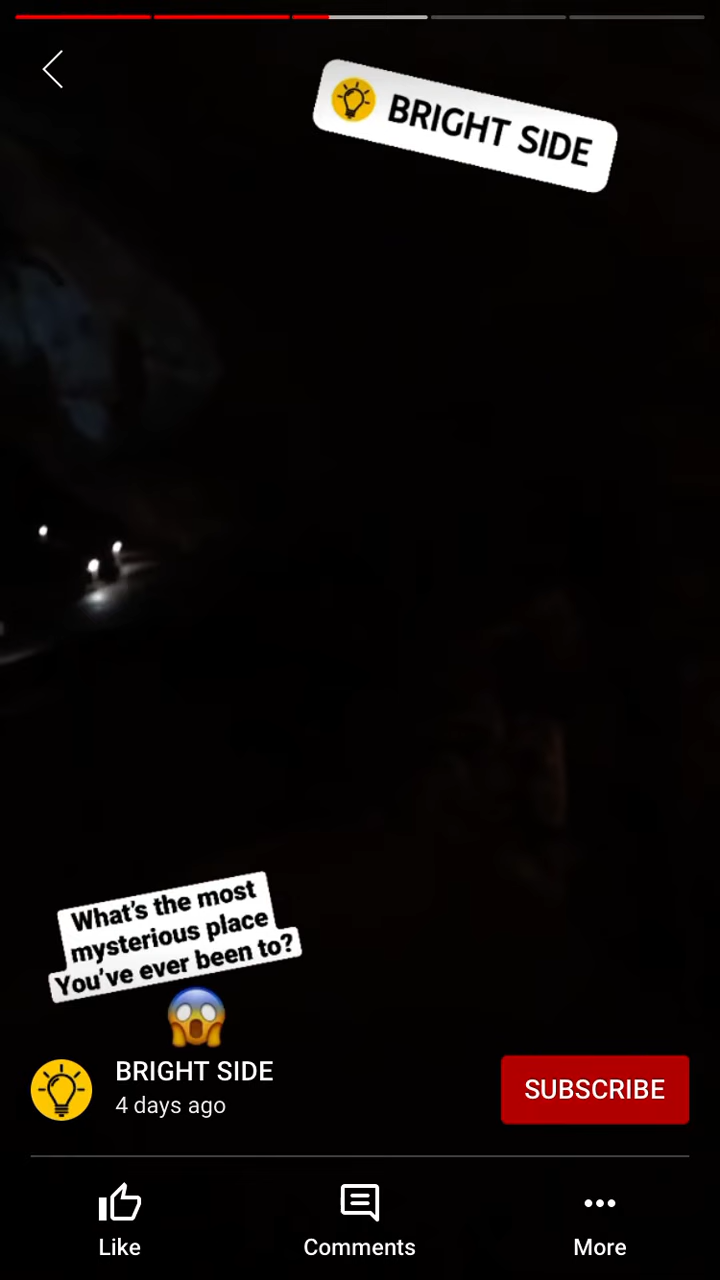 BRIGHT SIDE
What's the most
mysterious place
You've ever been to?
BRIGHT SIDE
4 days ago
SUBSCRIBE
Like
Comments
More